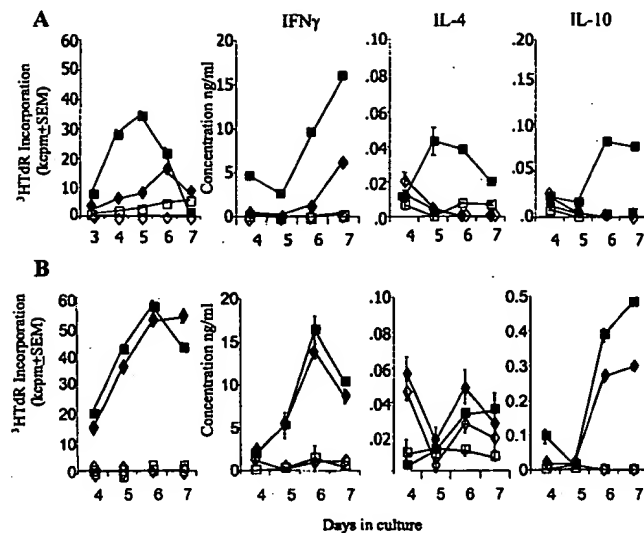 A
IFNγ IL-4 IL-10
³HTdR Incorporation
(kcpm±SEM)
60
50
40
30
20
10
0
3 4 5 6 7
Concentration ng/ml
20
15
10
5
0
4 5 6 7
.10
.08
.06
.04
.02
0
4 5 6 7
.20
.15
.10
.05
.0
4 5 6 7
B
³HTdR Incorporation
(kcpm±SEM)
60
50
40
30
20
10
0
4 5 6 7
Concentration ng/ml
20
15
10
5
0
4 5 6 7
.10
.08
.06
.04
.02
4 5 6 7
0.5
0.4
0.3
0.2
0.1
0
4 5 6 7
Days in culture